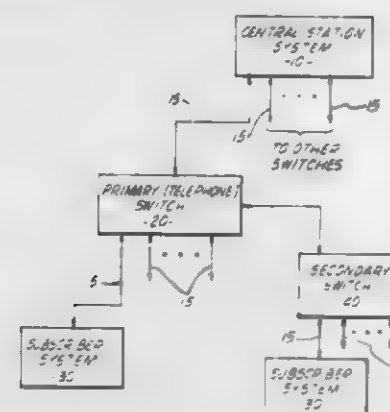 CENTRAL STATION
SYSTEM
-10-
15
15
15
TO OTHER
SWITCHES
PRIMARY (TELEPHONE)
SWITCH
-20-
5
15
SECONDARY
SWITCH
40
15
SUBSCRIBER
SYSTEM
30
SUBSCRIBER
SYSTEM
30